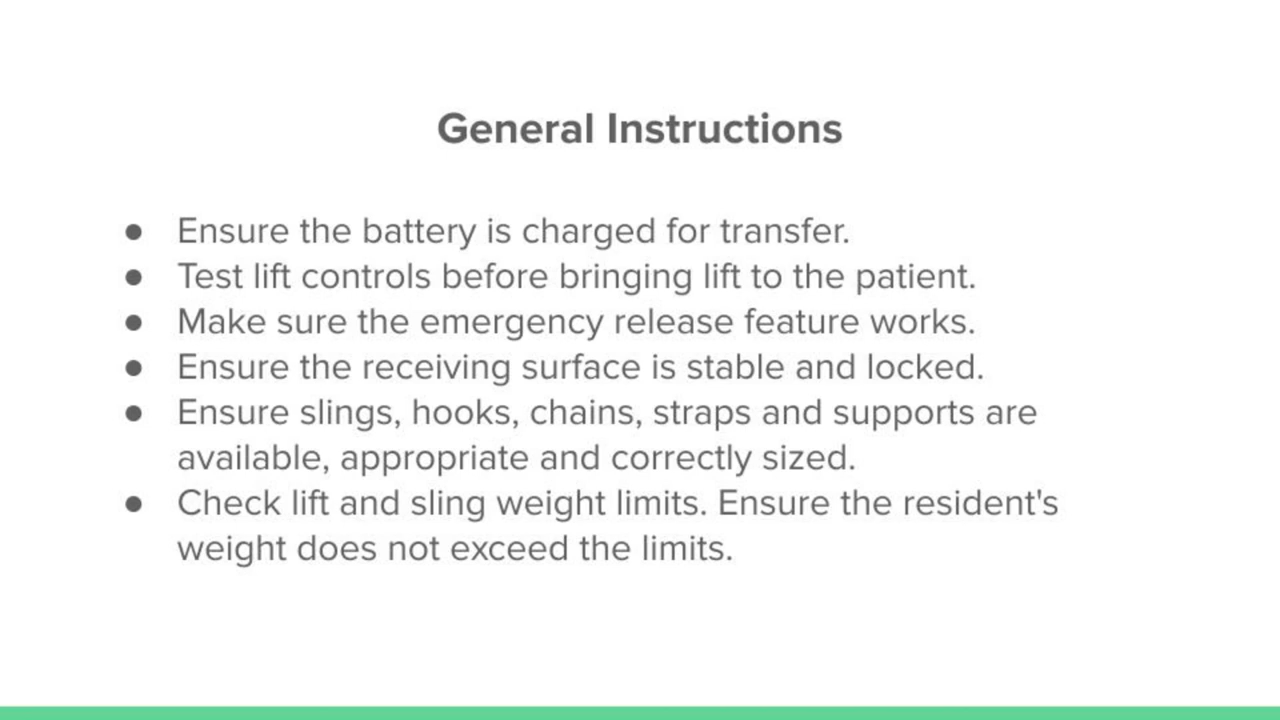 General Instructions
● Ensure the battery is charged for transfer.
● Test lift controls before bringing lift to the patient.
● Make sure the emergency release feature works.
● Ensure the receiving surface is stable and locked.
● Ensure slings, hooks, chains, straps and supports are
available, appropriate and correctly sized.
● Check lift and sling weight limits. Ensure the resident's
weight does not exceed the limits.